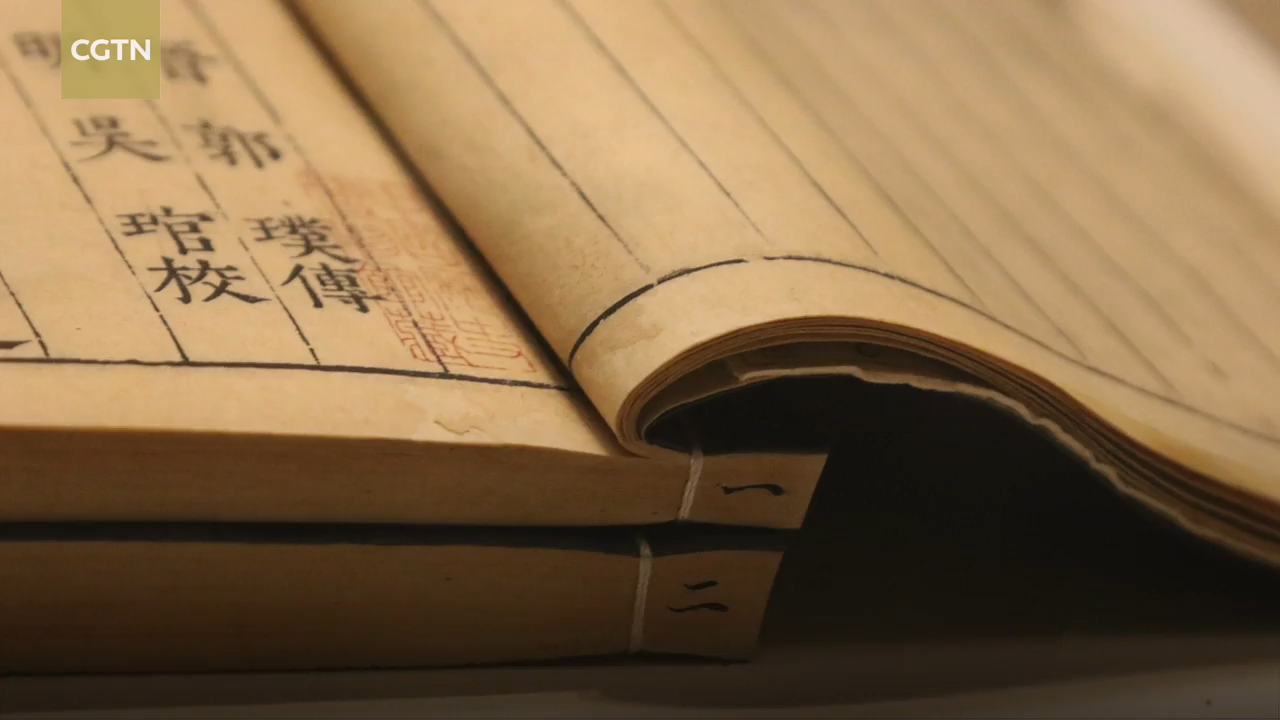 CGTN
晉 郭 璞 傳
明 吳 琯 校
一
二